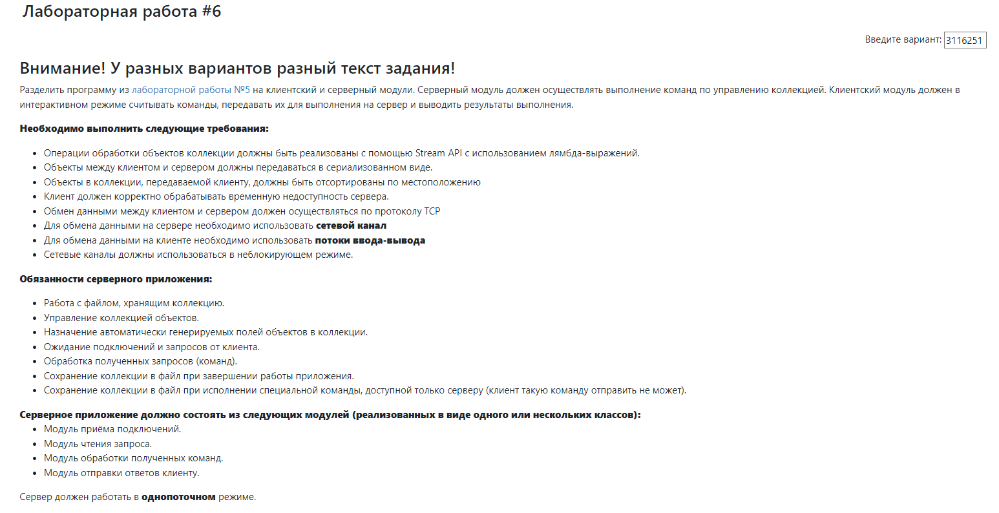 Лабораторная работа #6
Введите вариант: 3116251
Внимание! У разных вариантов разный текст задания!
Разделить программу из лабораторной работы №5 на клиентский и серверный модули. Серверный модуль должен осуществлять выполнение команд по управлению коллекцией. Клиентский модуль должен в
интерактивном режиме считывать команды, передавать их для выполнения на сервер и выводить результаты выполнения.
Необходимо выполнить следующие требования:
• Операции обработки объектов коллекции должны быть реализованы с помощью Stream API с использованием лямбда-выражений.
• Объекты между клиентом и сервером должны передаваться в сериализованном виде.
• Объекты в коллекции, передаваемой клиенту, должны быть отсортированы по местоположению
• Клиент должен корректно обрабатывать временную недоступность сервера.
• Обмен данными между клиентом и сервером должен осуществляться по протоколу TCP
• Для обмена данными на сервере необходимо использовать сетевой канал
• Для обмена данными на клиенте необходимо использовать потоки ввода-вывода
• Сетевые каналы должны использоваться в неблокирующем режиме.
Обязанности серверного приложения:
• Работа с файлом, хранящим коллекцию.
• Управление коллекцией объектов.
• Назначение автоматически генерируемых полей объектов в коллекции.
• Ожидание подключений и запросов от клиента.
• Обработка полученных запросов (команд).
• Сохранение коллекции в файл при завершении работы приложения.
• Сохранение коллекции в файл при исполнении специальной команды, доступной только серверу (клиент такую команду отправить не может).
Серверное приложение должно состоять из следующих модулей (реализованных в виде одного или нескольких классов):
• Модуль приёма подключений.
• Модуль чтения запроса.
• Модуль обработки полученных команд.
• Модуль отправки ответов клиенту.
Сервер должен работать в однопоточном режиме.